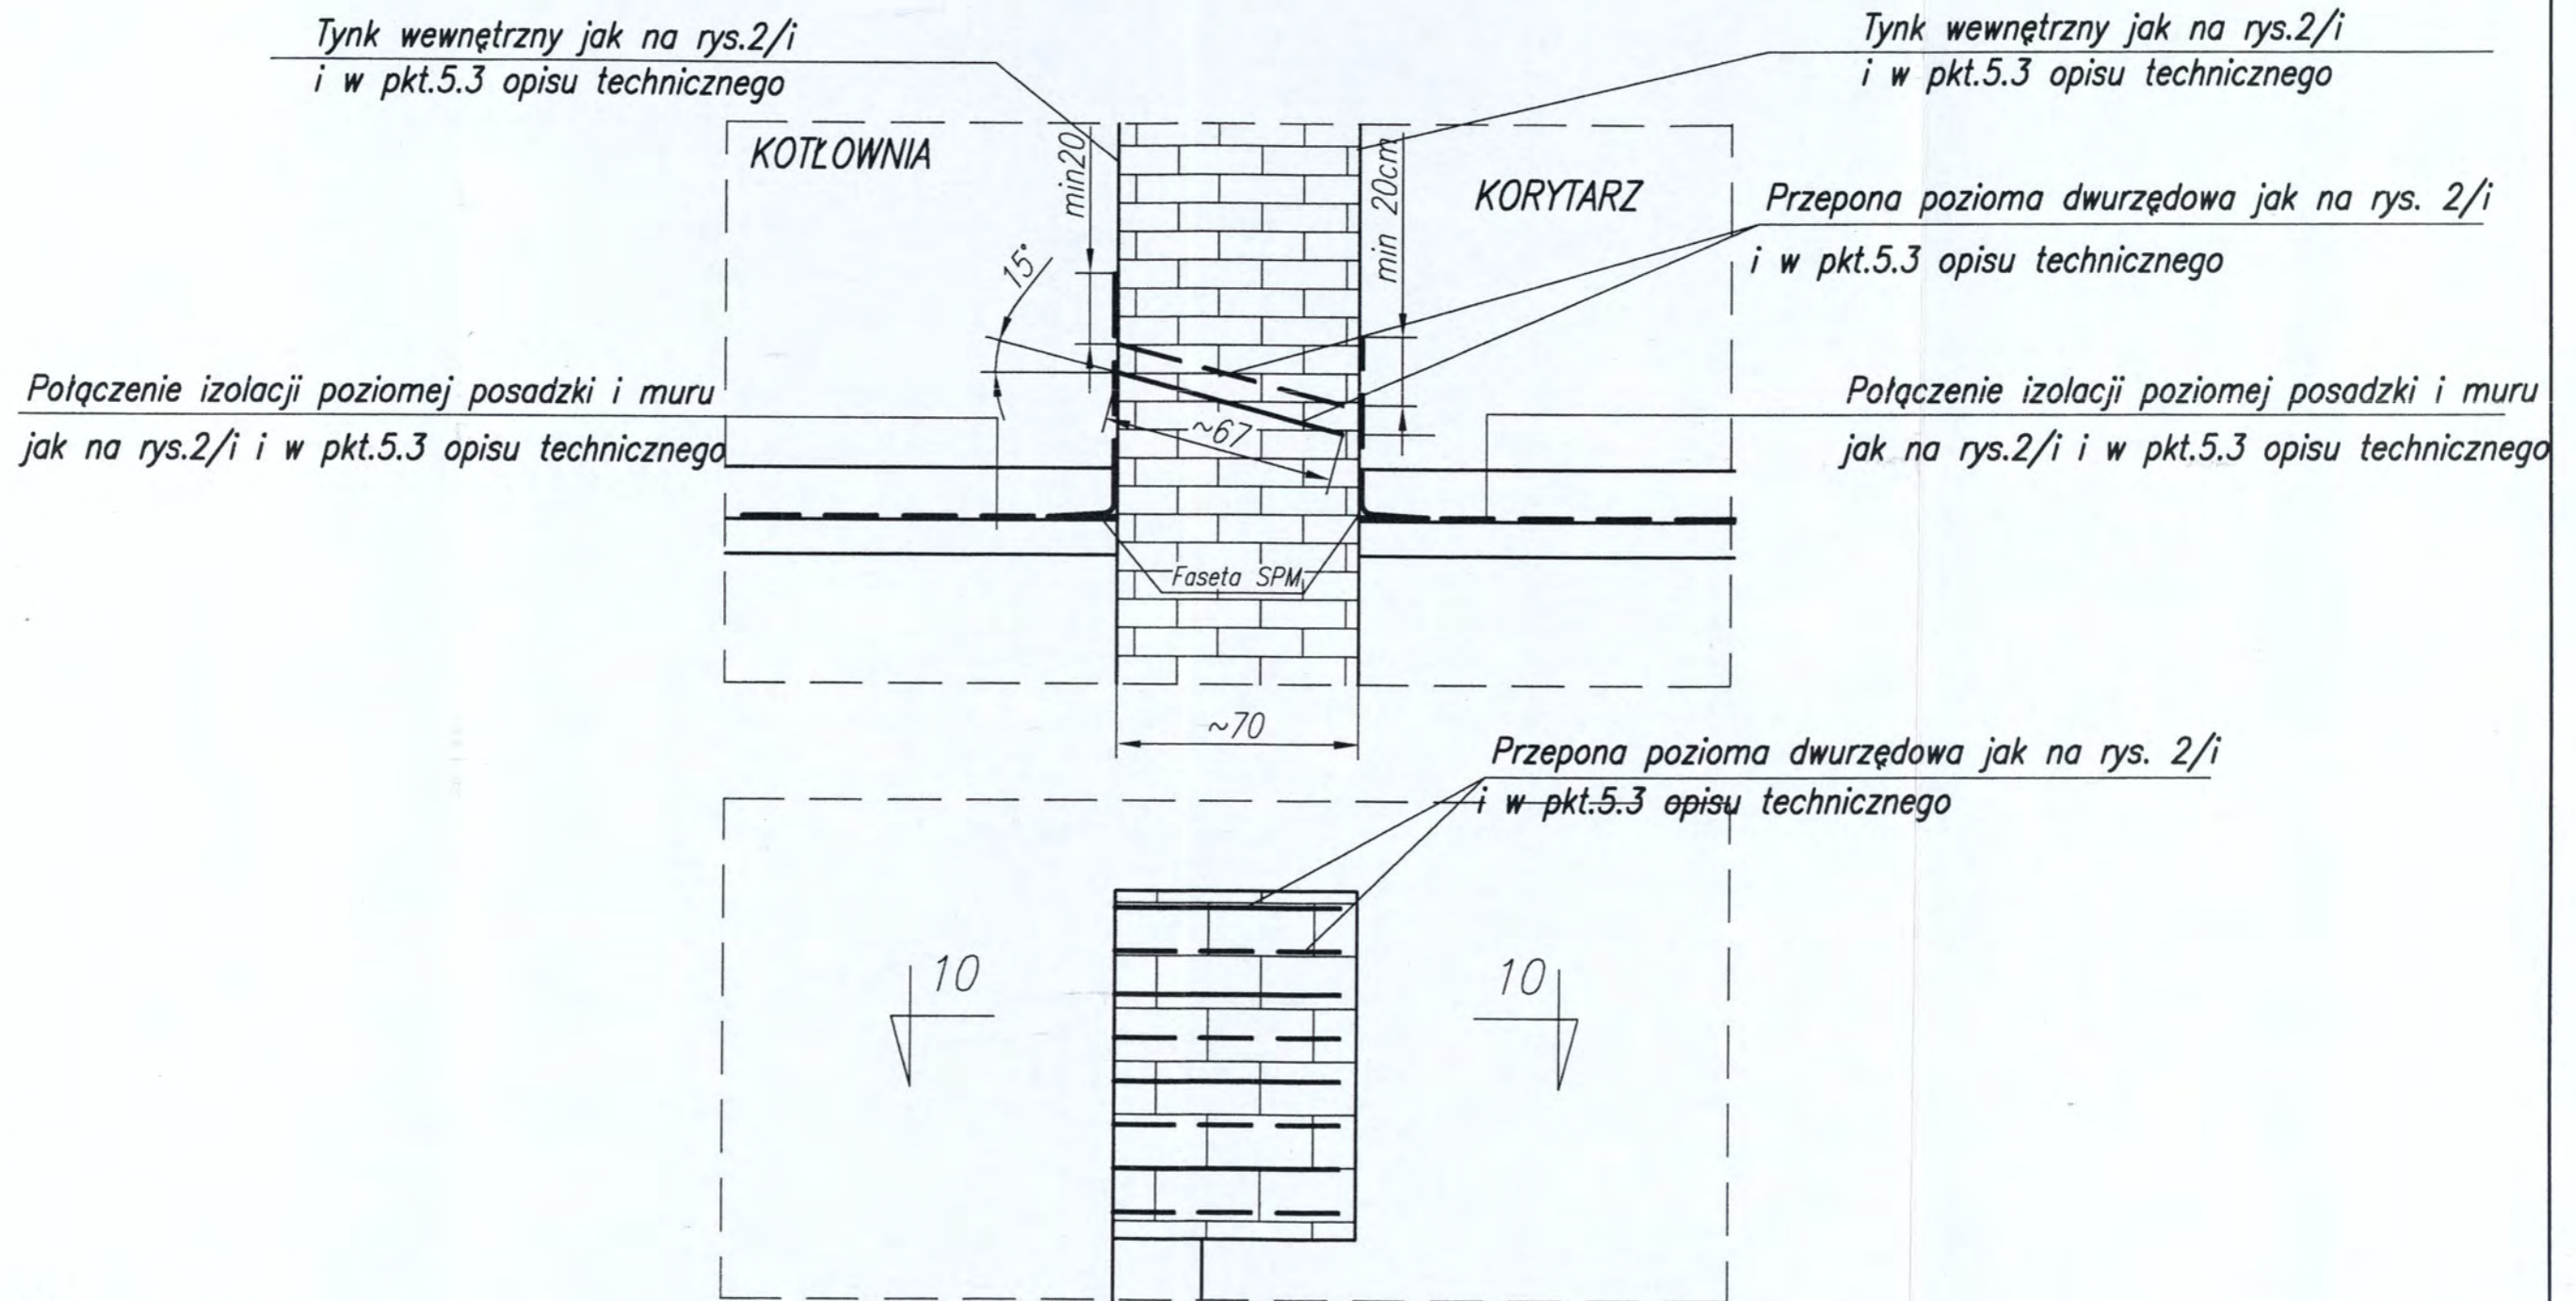 Tynk wewnętrzny jak na rys.2/i
i w pkt.5.3 opisu technicznego
Tynk wewnętrzny jak na rys.2/i
i w pkt.5.3 opisu technicznego
KOTŁOWNIA
min20
min 20cm
KORYTARZ
Przepona pozioma dwurzędowa jak na rys. 2/i
i w pkt.5.3 opisu technicznego
15°
Połączenie izolacji poziomej posadzki i muru
jak na rys.2/i i w pkt.5.3 opisu technicznego
~67
Połączenie izolacji poziomej posadzki i muru
jak na rys.2/i i w pkt.5.3 opisu technicznego
Faseta SPM
~70
Przepona pozioma dwurzędowa jak na rys. 2/i
i w pkt.5.3 opisu technicznego
10
10